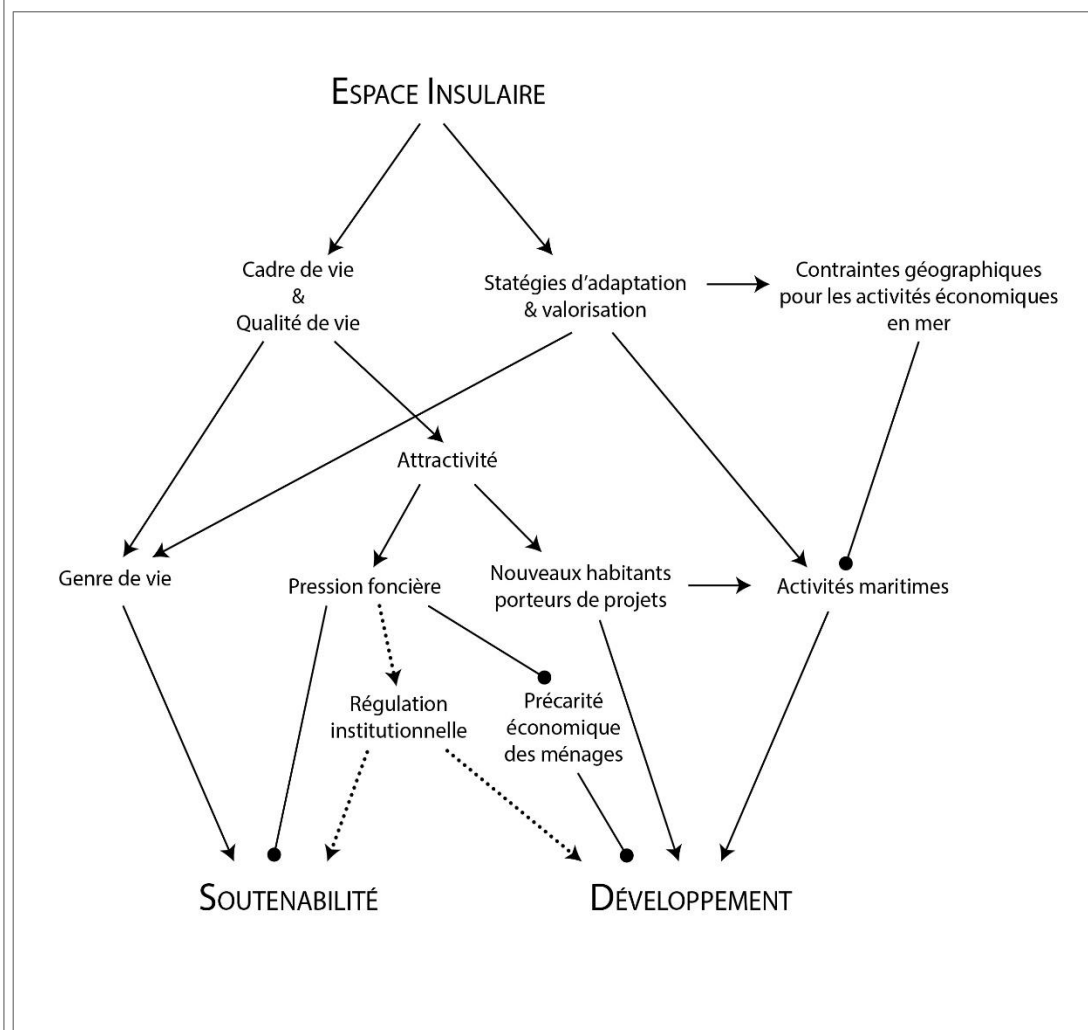 ESPACE INSULAIRE
Cadre de vie
&
Qualité de vie
Statégies d'adaptation
& valorisation
Contraintes géographiques
pour les activités économiques
en mer
Attractivité
Genre de vie
Pression foncière
Nouveaux habitants
porteurs de projets
Activités maritimes
Régulation
institutionnelle
Précarité
économique
des ménages
SOUTENABILITÉ
DÉVELOPPEMENT